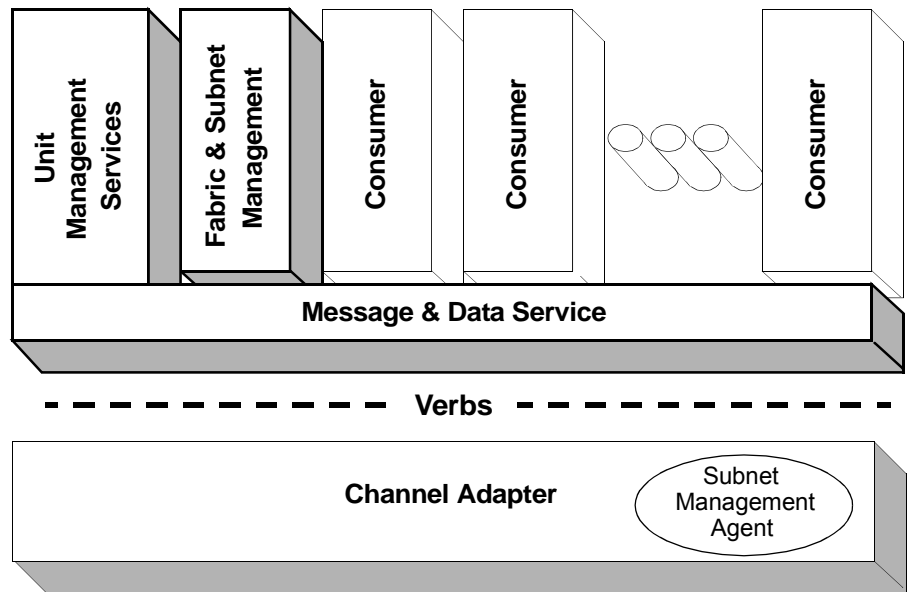 Unit
Management
Services
Fabric & Subnet
Management
Consumer
Consumer
Consumer
Message & Data Service
Verbs
Channel Adapter
Subnet
Management
Agent